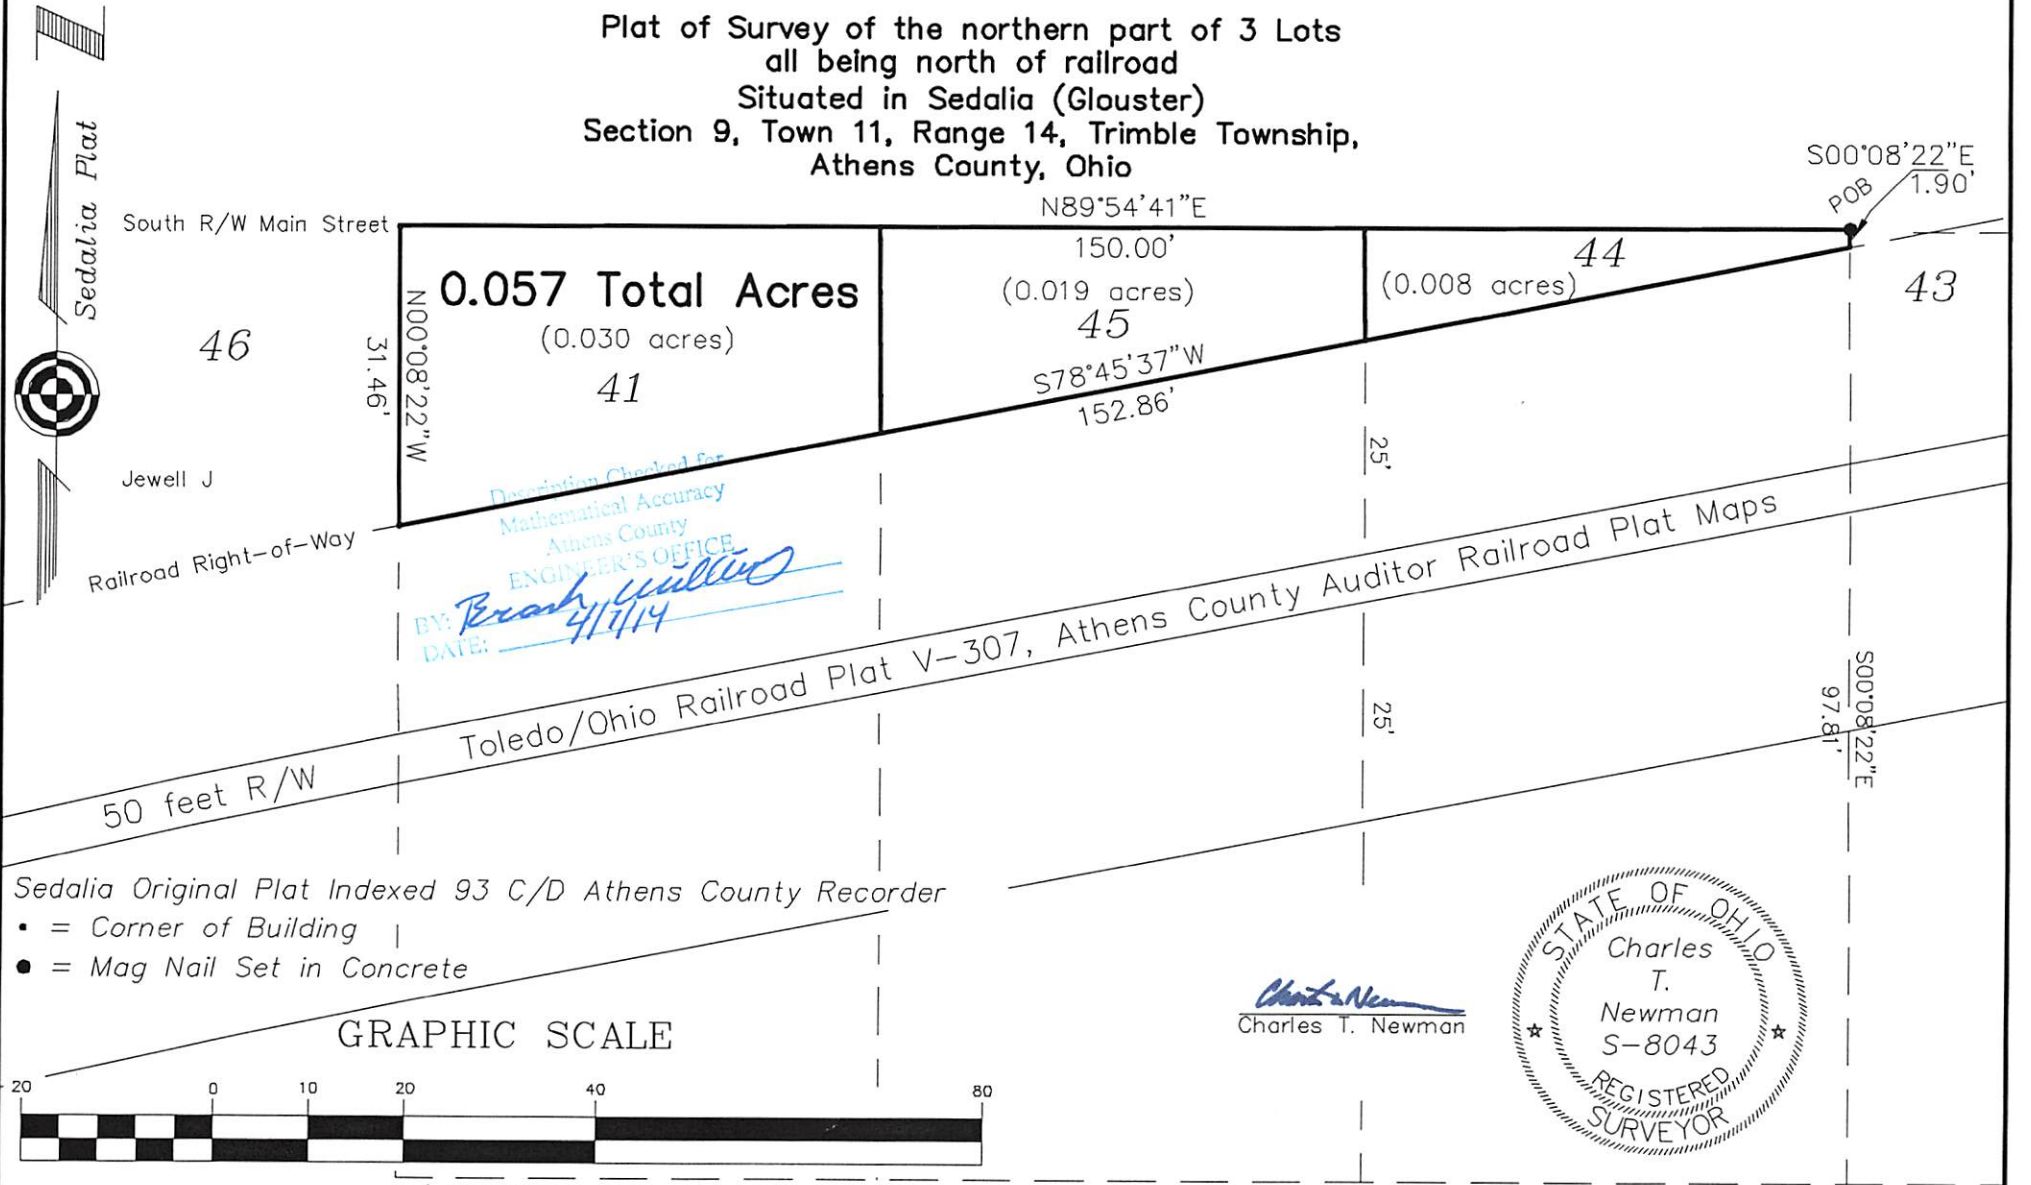 Plat of Survey of the northern part of 3 Lots
all being north of railroad
Situated in Sedalia (Glouster)
Section 9, Town 11, Range 14, Trimble Township,
Athens County, Ohio
Sedalia Plat
South R/W Main Street
N89°54'41"E
150.00'
S00°08'22"E
1.90'
POB
0.057 Total Acres
(0.030 acres)
41
(0.019 acres)
45
44
(0.008 acres)
43
46
N00°08'22"W
31.46'
S78°45'37"W
152.86'
Jewell J
Railroad Right-of-Way
Description Checked for
Mathematical Accuracy
Athens County
ENGINEER'S OFFICE
BY:
DATE: 4/7/14
25'
25'
S00°08'22"E
97.81'
50 feet R/W
Toledo/Ohio Railroad Plat V-307, Athens County Auditor Railroad Plat Maps
Sedalia Original Plat Indexed 93 C/D Athens County Recorder
• = Corner of Building
● = Mag Nail Set in Concrete
GRAPHIC SCALE
20 0 10 20 40 80
Charles T. Newman
STATE OF OHIO
Charles
T.
Newman
S-8043
REGISTERED
SURVEYOR